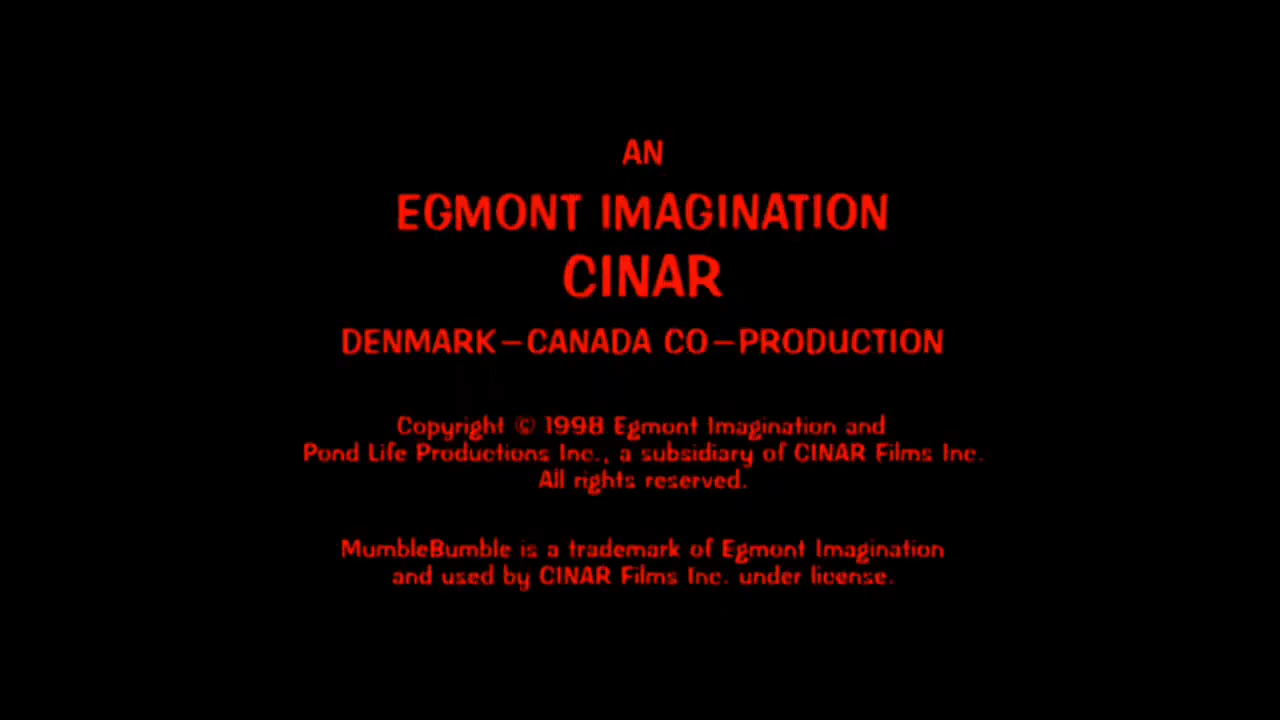 AN
EGMONT IMAGINATION
CINAR
DENMARK–CANADA CO–PRODUCTION
Copyright © 1998 Egmont Imagination and
Pond Life Productions Inc., a subsidiary of CINAR Films Inc.
All rights reserved.
MumbleBumble is a trademark of Egmont Imagination
and used by CINAR Films Inc. under license.